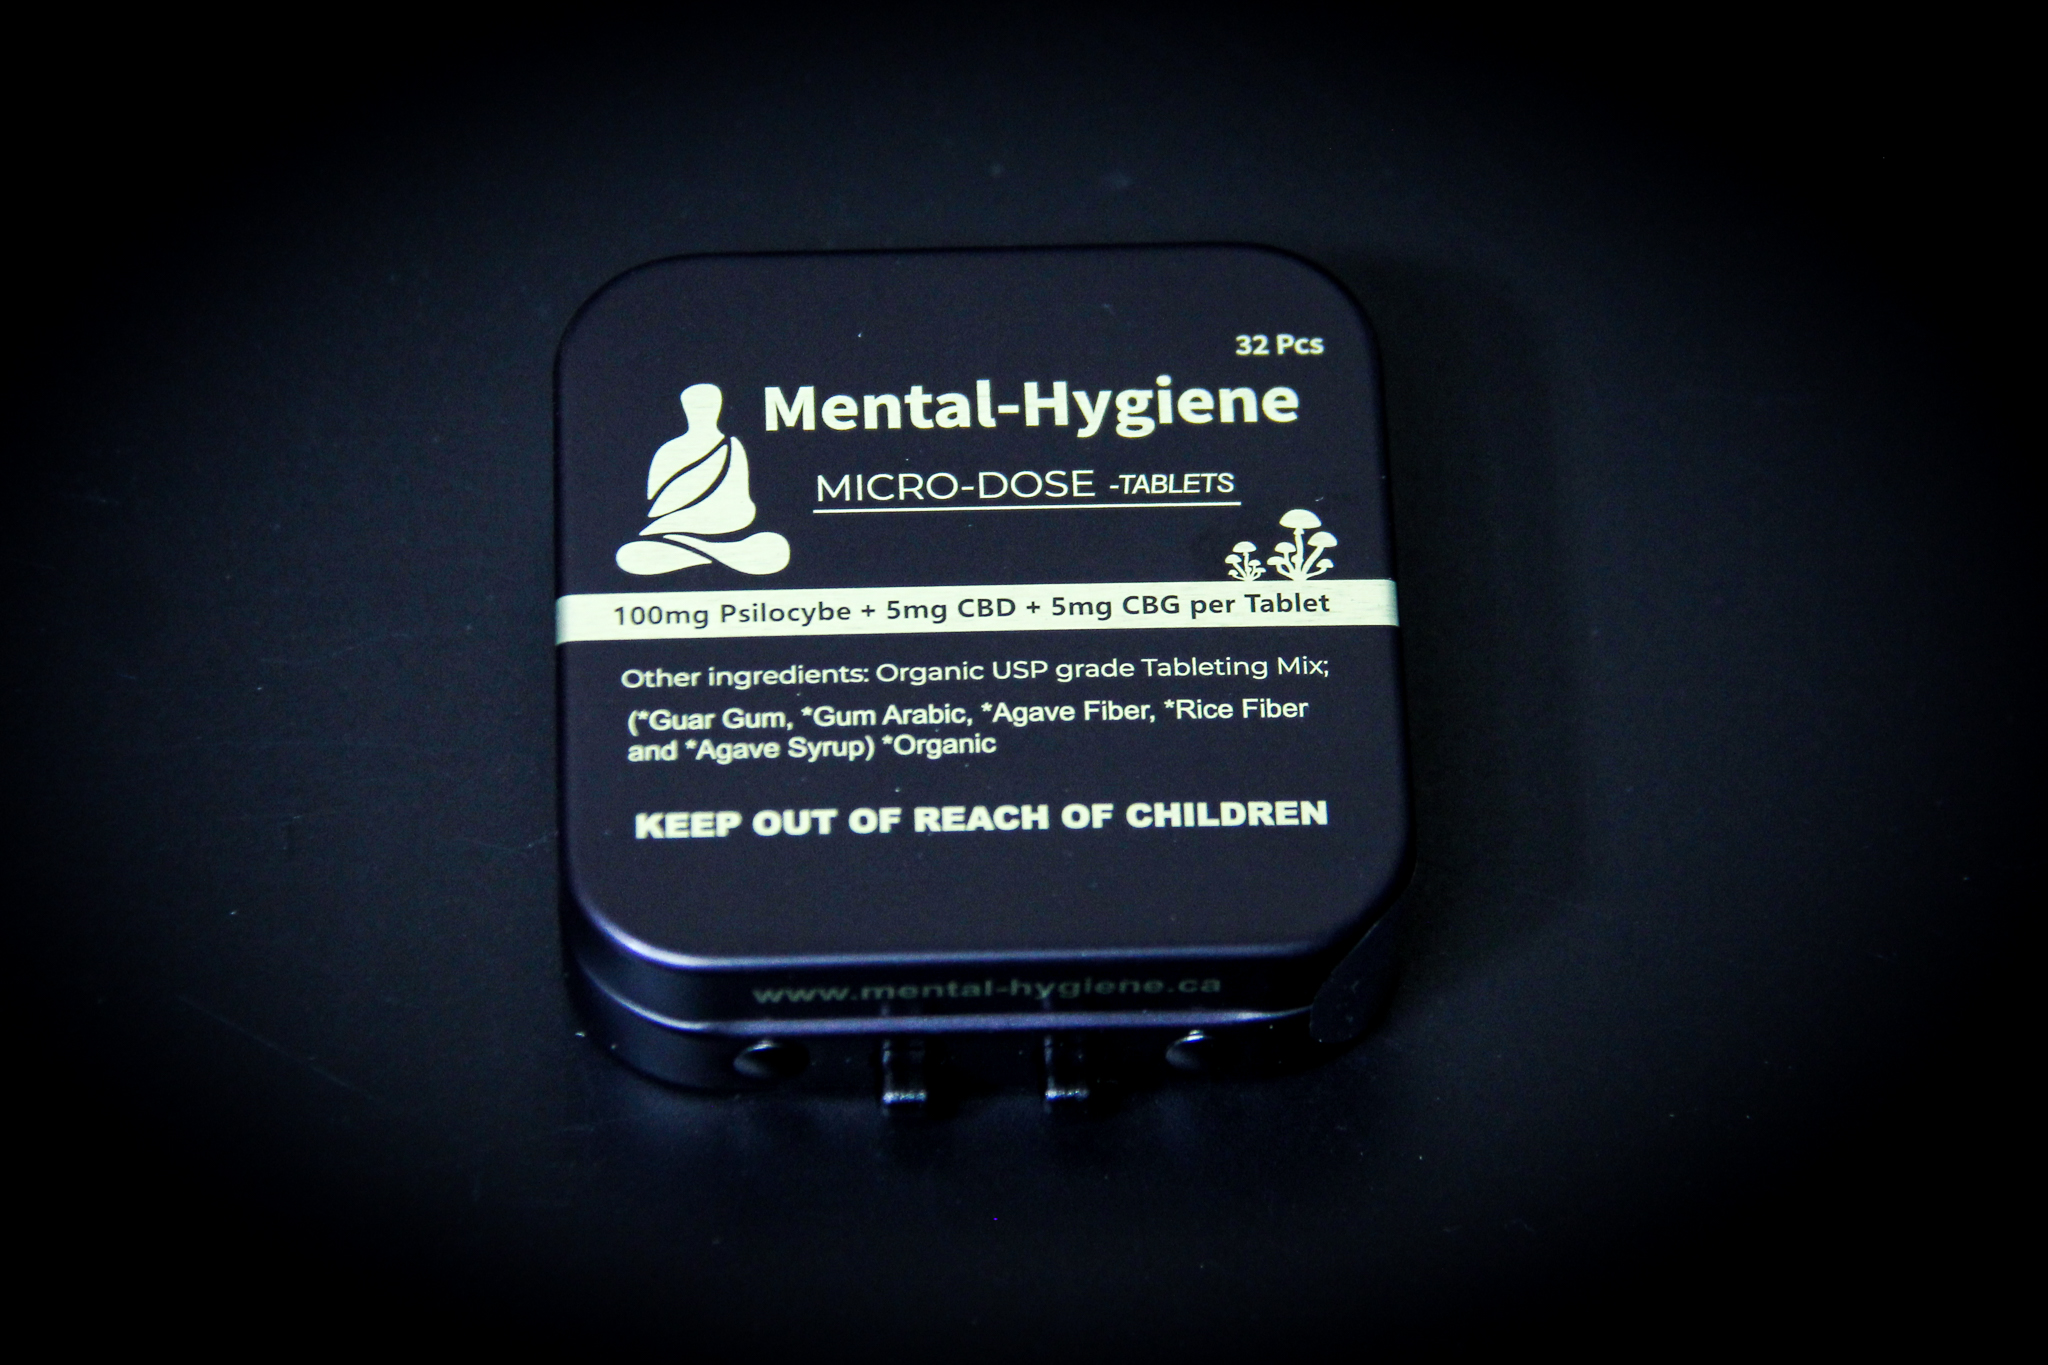 32 Pcs
Mental-Hygiene
MICRO-DOSE -TABLETS
100mg Psilocybe + 5mg CBD + 5mg CBG per Tablet
Other ingredients: Organic USP grade Tableting Mix;
(*Guar Gum, *Gum Arabic, *Agave Fiber, *Rice Fiber
and *Agave Syrup) *Organic
KEEP OUT OF REACH OF CHILDREN
www.mental-hygiene.ca